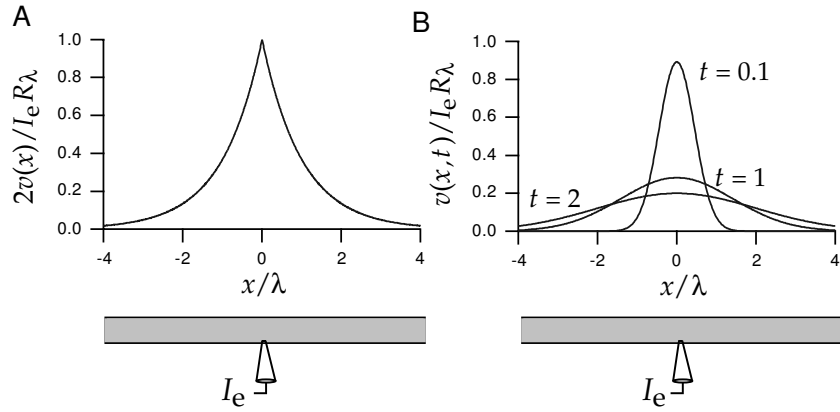 A
2v(x)/IeRλ
1.0
0.8
0.6
0.4
0.2
0.0
-4
-2
0
2
4
x/λ
Ie
B
v(x,t)/IeRλ
1.0
0.8
0.6
0.4
0.2
0.0
t = 0.1
t = 1
t = 2
-4
-2
0
2
4
x/λ
Ie